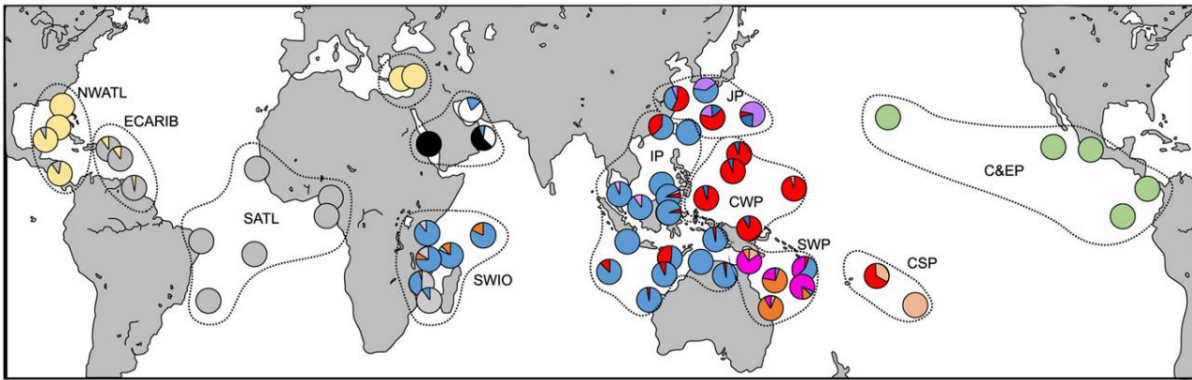 NWATL
ECARIB
SATL
SWIO
JP
IP
CWP
SWP
CSP
C&EP